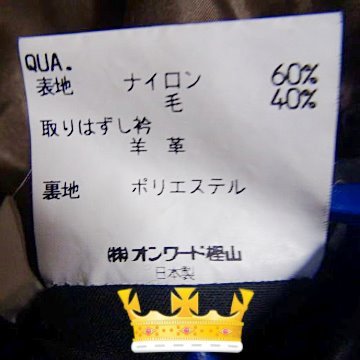 QUA.
表地 ナイロン 60%
毛 40%
取りはずし衿
羊 革
裏地 ポリエステル
㈱オンワード樫山
日本製